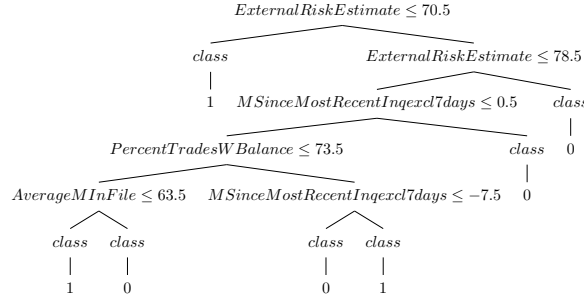 ExternalRiskEstimate ≤ 70.5
class ExternalRiskEstimate ≤ 78.5
1 MSinceMostRecentInqexcl7days ≤ 0.5 class
PercentTradesWBalance ≤ 73.5 class 0
AverageMInFile ≤ 63.5 MSinceMostRecentInqexcl7days ≤ −7.5 0
class class class class
1 0 0 1